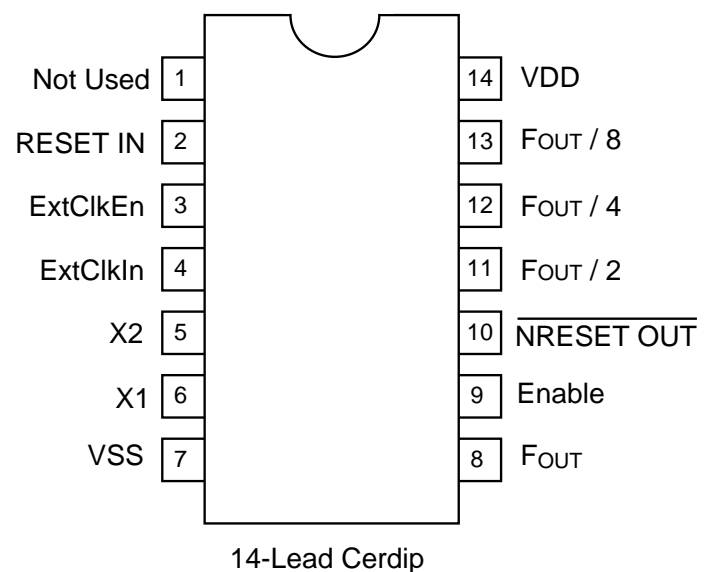 Not Used 1 14 VDD
RESET IN 2 13 FOUT / 8
ExtClkEn 3 12 FOUT / 4
ExtClkIn 4 11 FOUT / 2
X2 5 10 NRESET OUT
X1 6 9 Enable
VSS 7 8 FOUT
14-Lead Cerdip